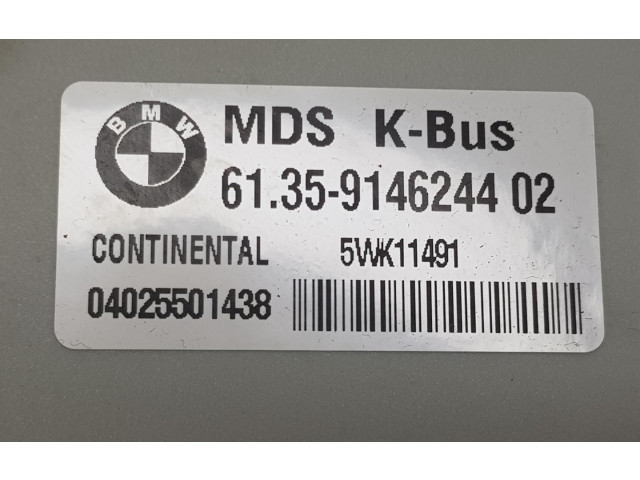 BMW
MDS K-Bus
61.35-9146244 02
CONTINENTAL 5WK11491
04025501438